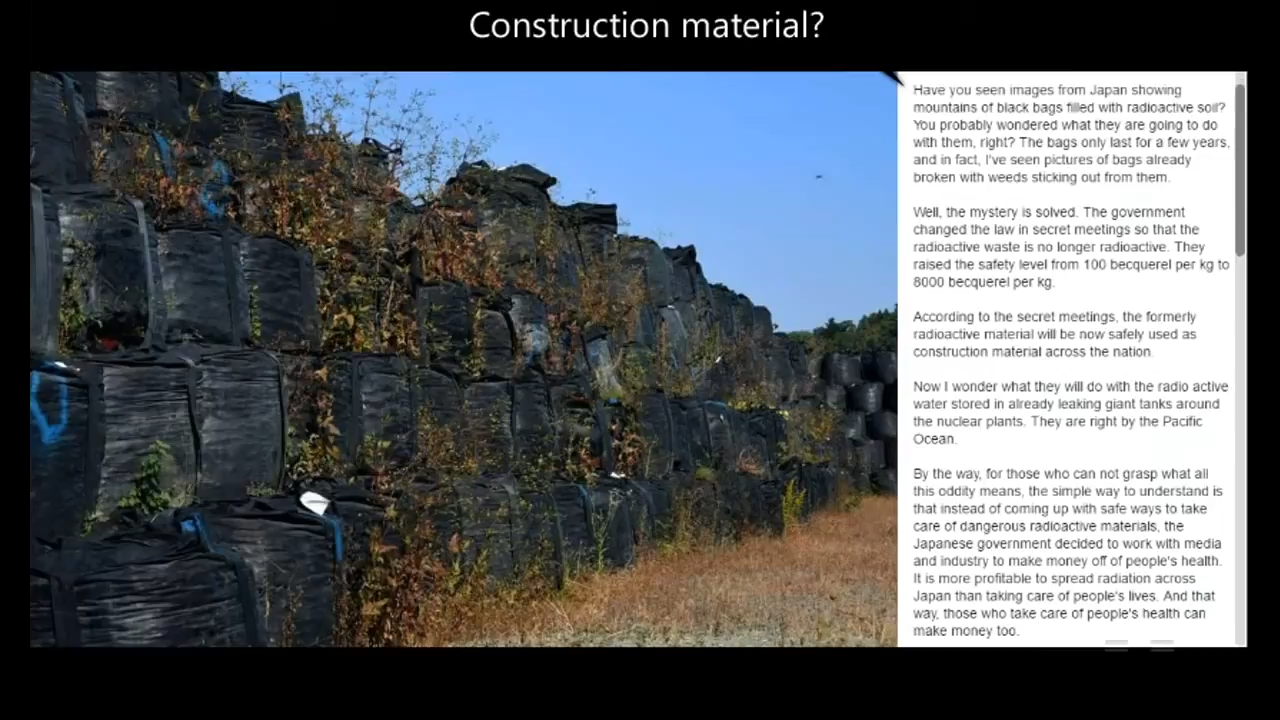 Construction material?
Have you seen images from Japan showing
mountains of black bags filled with radioactive soil?
You probably wondered what they are going to do
with them, right? The bags only last for a few years,
and in fact, I've seen pictures of bags already
broken with weeds sticking out from them.
Well, the mystery is solved. The government
changed the law in secret meetings so that the
radioactive waste is no longer radioactive. They
raised the safety level from 100 becquerel per kg to
8000 becquerel per kg.
According to the secret meetings, the formerly
radioactive material will be now safely used as
construction material across the nation.
Now I wonder what they will do with the radio active
water stored in already leaking giant tanks around
the nuclear plants. They are right by the Pacific
Ocean.
By the way, for those who can not grasp what all
this oddity means, the simple way to understand is
that instead of coming up with safe ways to take
care of dangerous radioactive materials, the
Japanese government decided to work with media
and industry to make money off of people's health.
It is more profitable to spread radiation across
Japan than taking care of people's lives. And that
way, those who take care of people's health can
make money too.